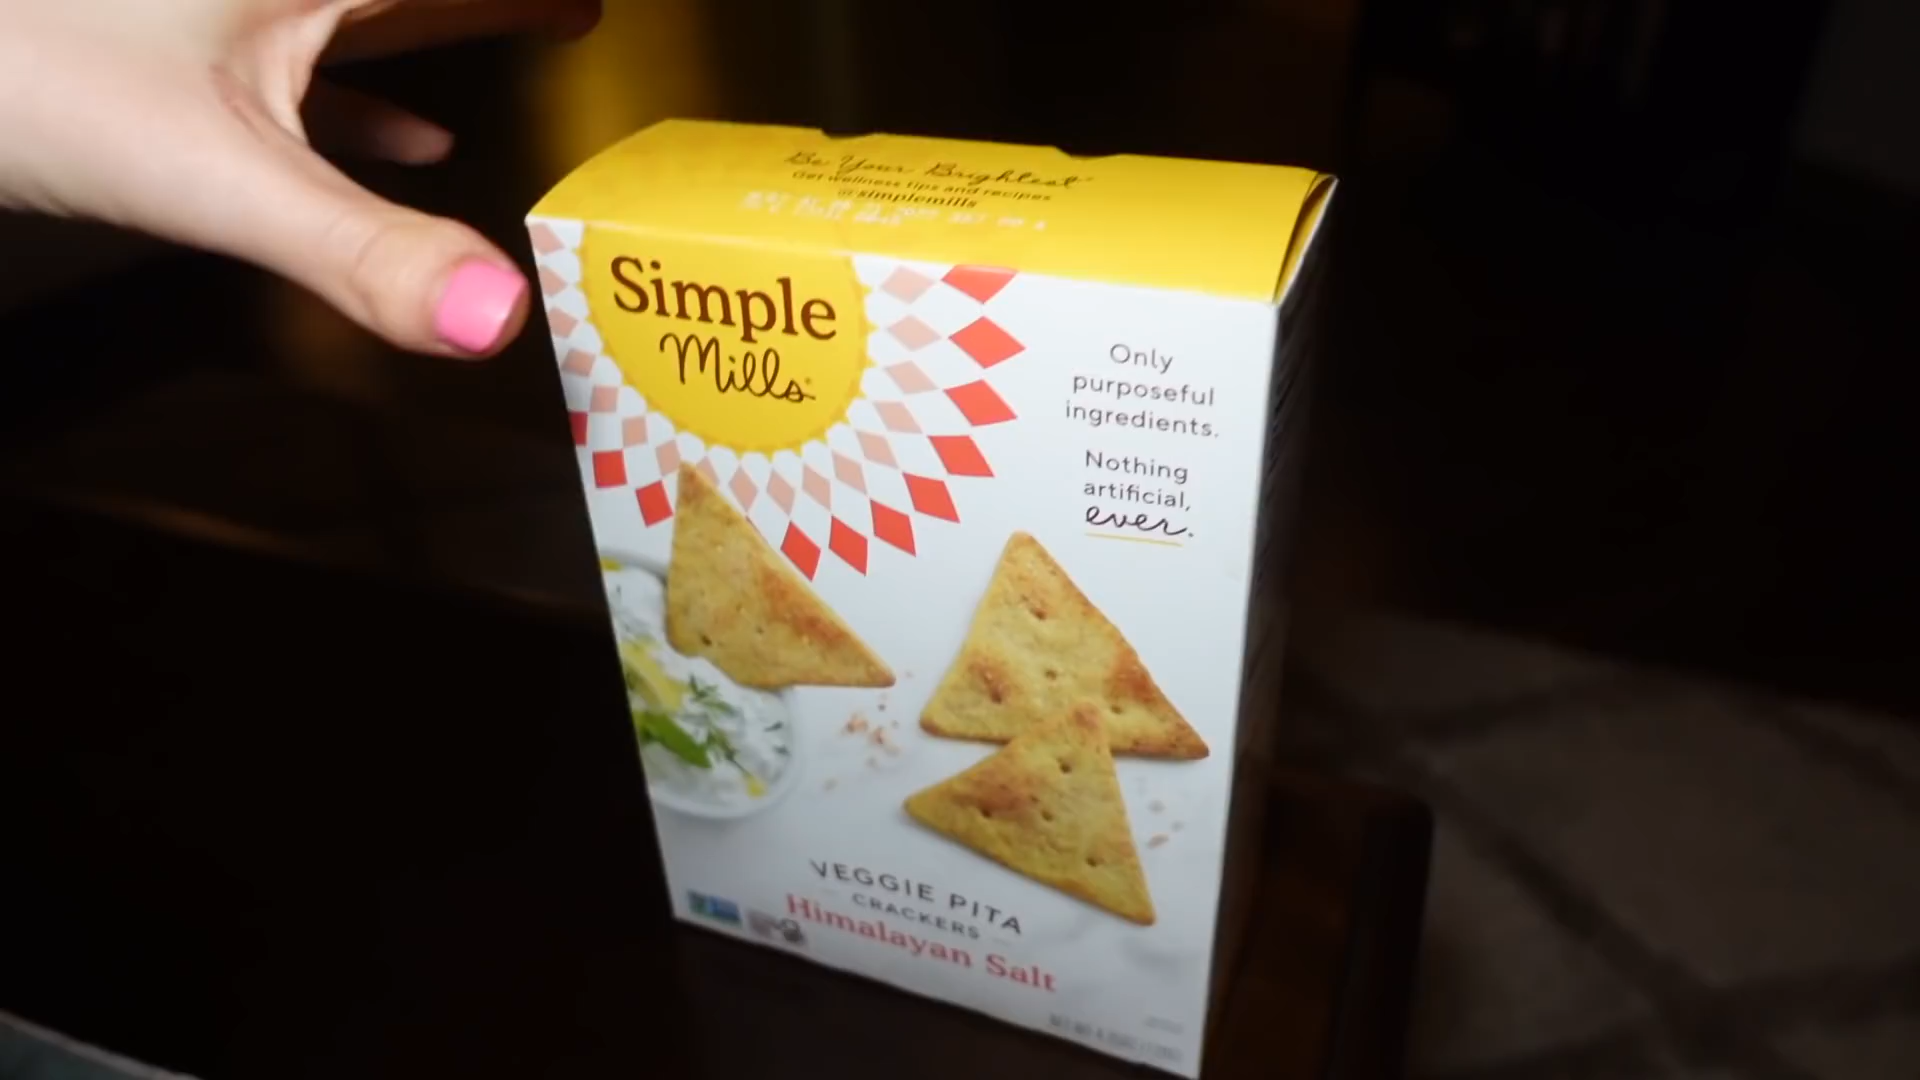 Be Your Brightest
Get wellness tips and recipes
@simplemills
Simple
Mills
Only
purposeful
ingredients.
Nothing
artificial,
ever.
VEGGIE PITA
CRACKERS
Himalayan Salt